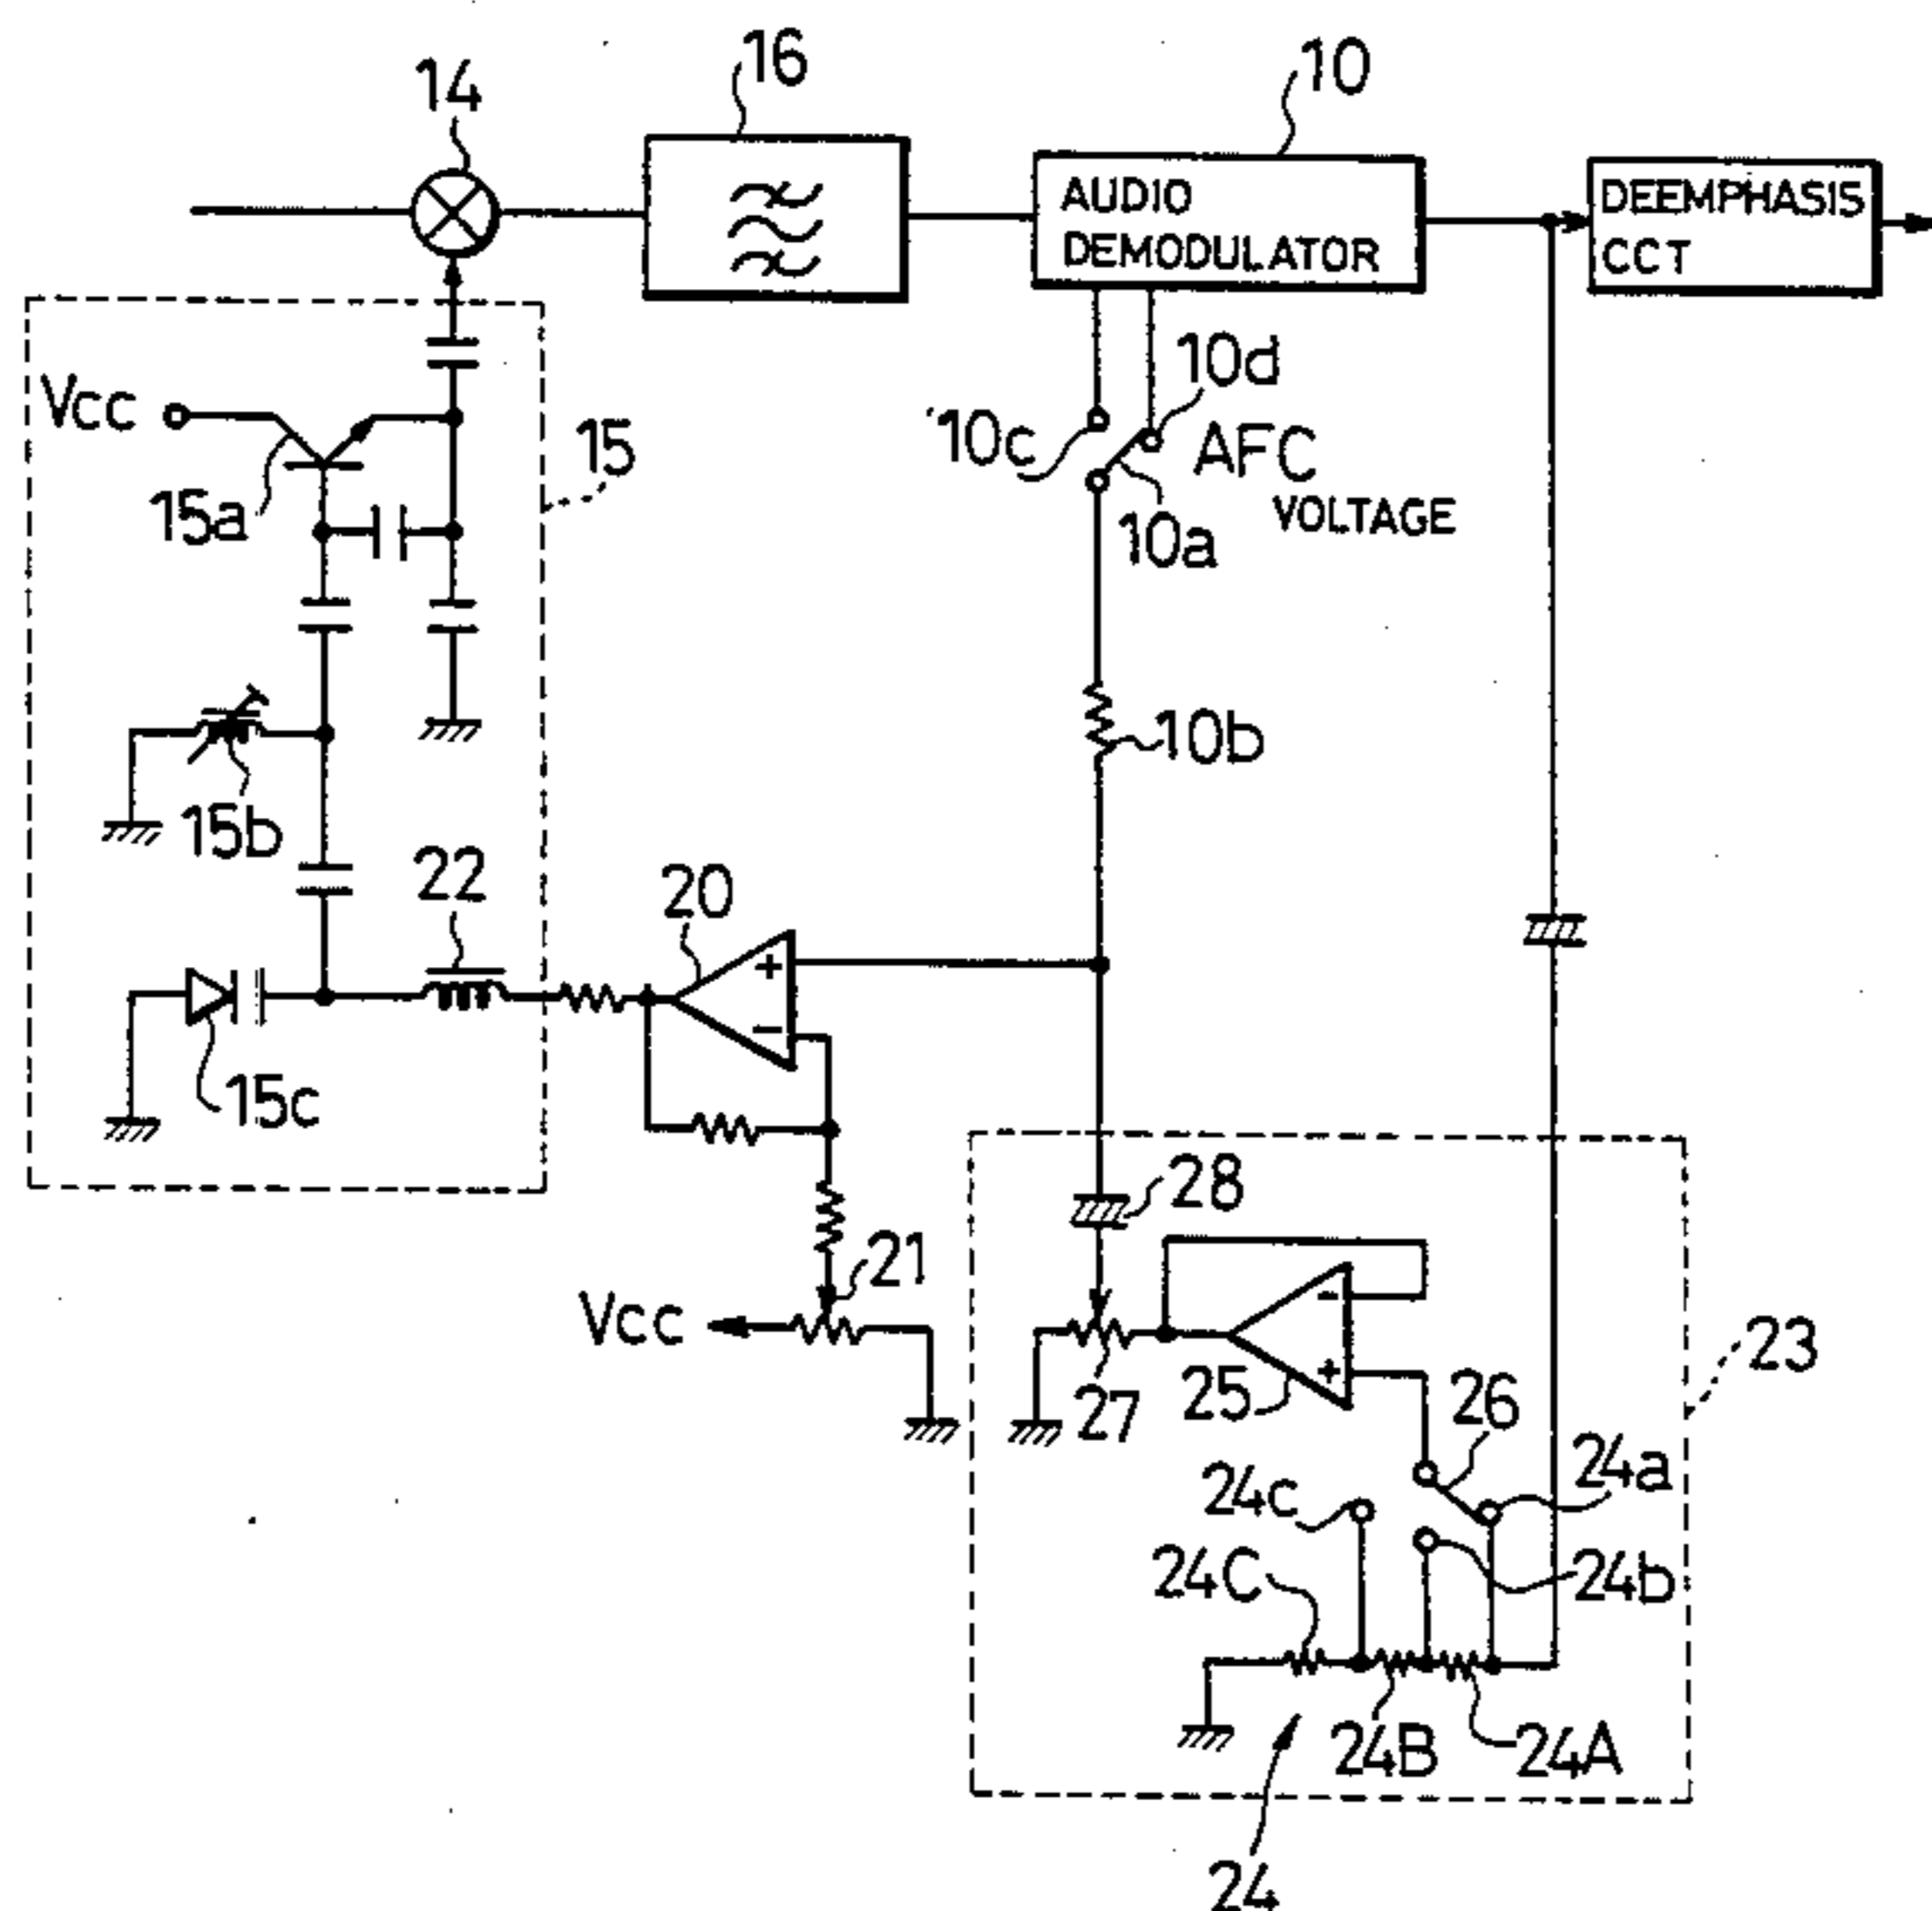 14
16
10
AUDIO
DEMODULATOR
DEEMPHASIS
CCT
Vcc
15a
15
10c
10d
AFC
VOLTAGE
10a
10b
15b
22
20
+
−
15c
28
21
Vcc
−
+
25
27
23
26
24a
24c
24b
24C
24B
24A
24